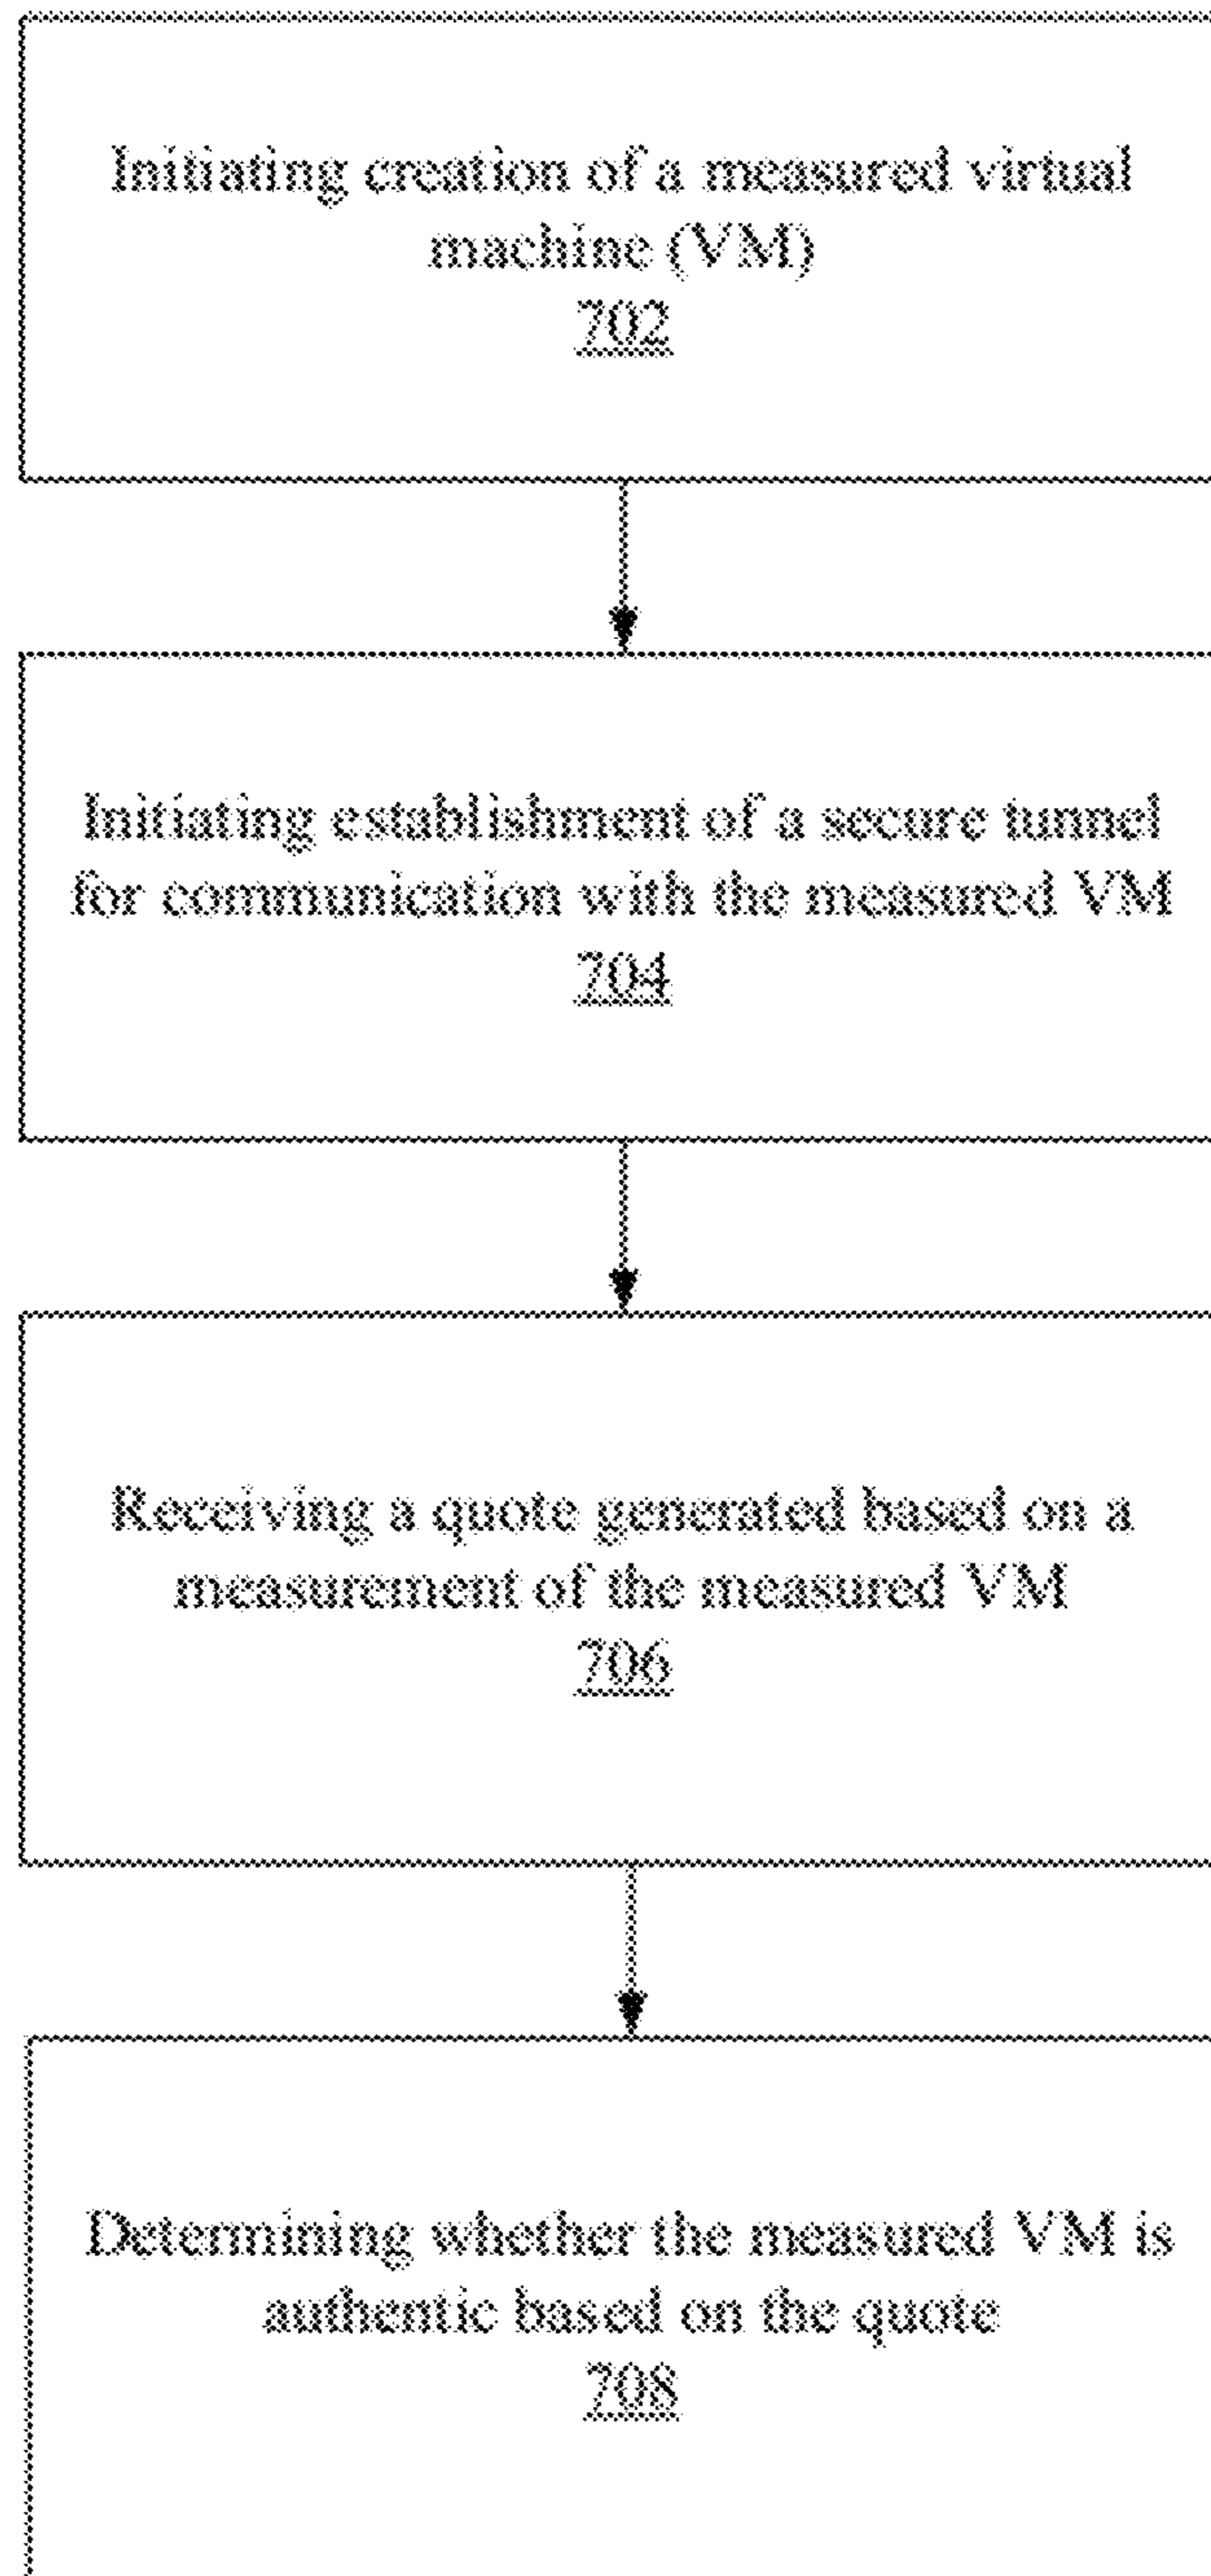 Initiating creation of a measured virtual
machine (VM)
702
Initiating establishment of a secure tunnel
for communication with the measured VM
704
Receiving a quote generated based on a
measurement of the measured VM
706
Determining whether the measured VM is
authentic based on the quote
708